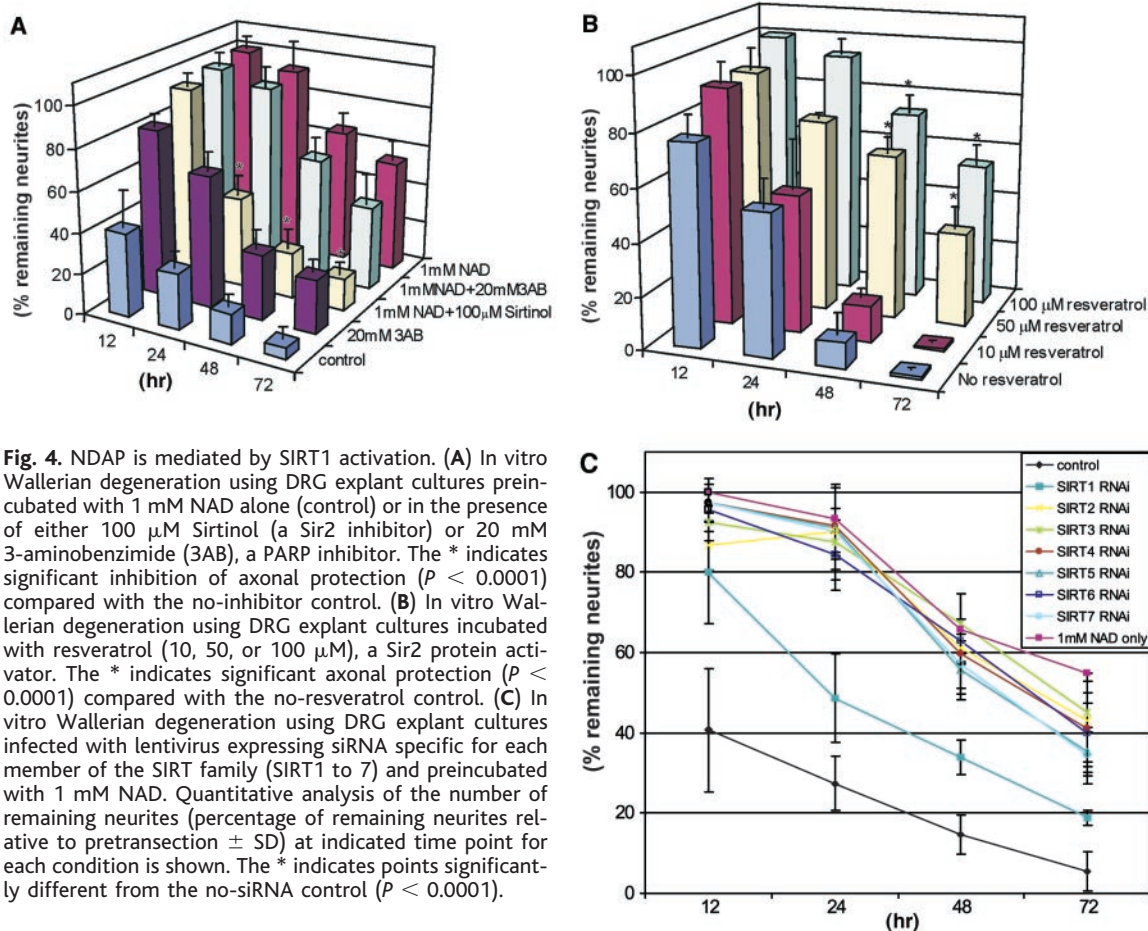 A
(% remaining neurites)
100
80
60
40
20
0
12
24
48
72
(hr)
1mM NAD
1mMNAD+20mM3AB
1mM NAD+100μM Sirtinol
20mM 3AB
control
*
*
*
B
(% remaining neurites)
100
80
60
40
20
0
12
24
48
72
(hr)
100 μM resveratrol
50 μM resveratrol
10 μM resveratrol
No resveratrol
*
*
*
*
Fig. 4. NDAP is mediated by SIRT1 activation. (A) In vitro
Wallerian degeneration using DRG explant cultures prein-
cubated with 1 mM NAD alone (control) or in the presence
of either 100 μM Sirtinol (a Sir2 inhibitor) or 20 mM
3-aminobenzimide (3AB), a PARP inhibitor. The * indicates
significant inhibition of axonal protection (P < 0.0001)
compared with the no-inhibitor control. (B) In vitro Wal-
lerian degeneration using DRG explant cultures incubated
with resveratrol (10, 50, or 100 μM), a Sir2 protein acti-
vator. The * indicates significant axonal protection (P <
0.0001) compared with the no-resveratrol control. (C) In
vitro Wallerian degeneration using DRG explant cultures
infected with lentivirus expressing siRNA specific for each
member of the SIRT family (SIRT1 to 7) and preincubated
with 1 mM NAD. Quantitative analysis of the number of
remaining neurites (percentage of remaining neurites rel-
ative to pretransection ± SD) at indicated time point for
each condition is shown. The * indicates points significant-
ly different from the no-siRNA control (P < 0.0001).
C
(% remaining neurites)
100
80
60
40
20
0
12
24
48
72
(hr)
control
SIRT1 RNAi
SIRT2 RNAi
SIRT3 RNAi
SIRT4 RNAi
SIRT5 RNAi
SIRT6 RNAi
SIRT7 RNAi
1mM NAD only